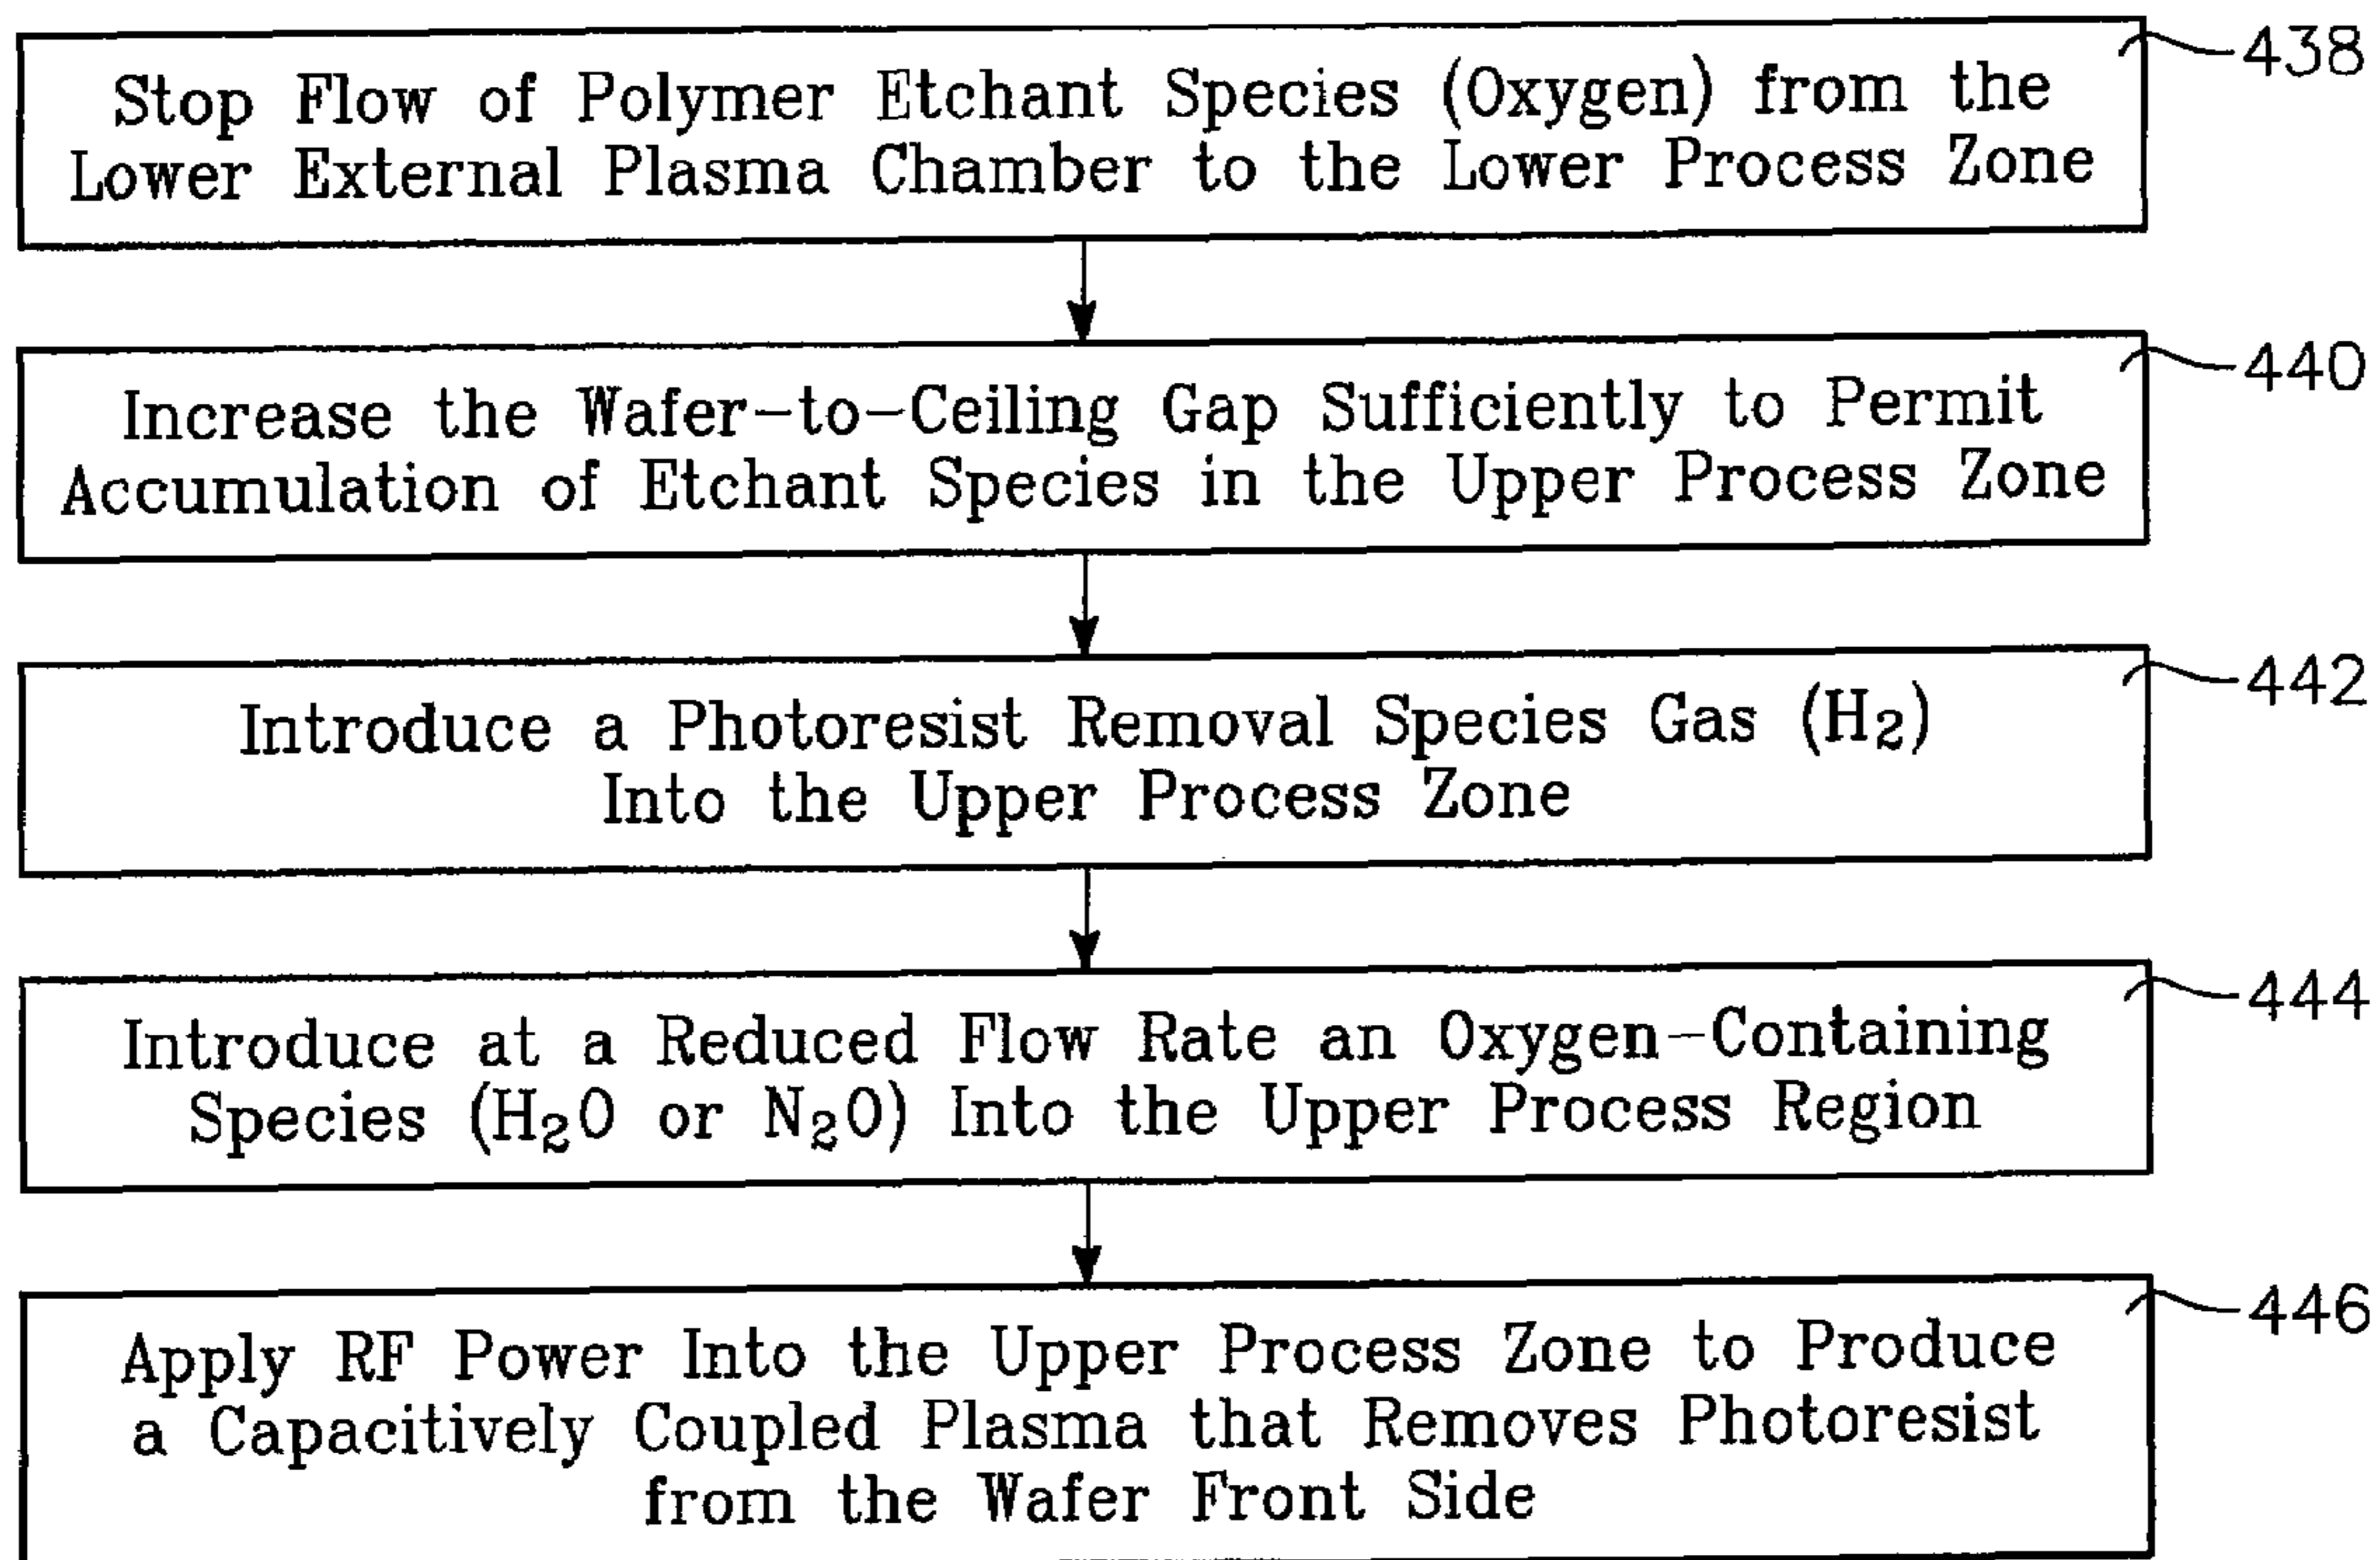 438
Stop Flow of Polymer Etchant Species (Oxygen) from the
Lower External Plasma Chamber to the Lower Process Zone
440
Increase the Wafer-to-Ceiling Gap Sufficiently to Permit
Accumulation of Etchant Species in the Upper Process Zone
442
Introduce a Photoresist Removal Species Gas (H2)
Into the Upper Process Zone
444
Introduce at a Reduced Flow Rate an Oxygen-Containing
Species (H2O or N2O) Into the Upper Process Region
446
Apply RF Power Into the Upper Process Zone to Produce
a Capacitively Coupled Plasma that Removes Photoresist
from the Wafer Front Side